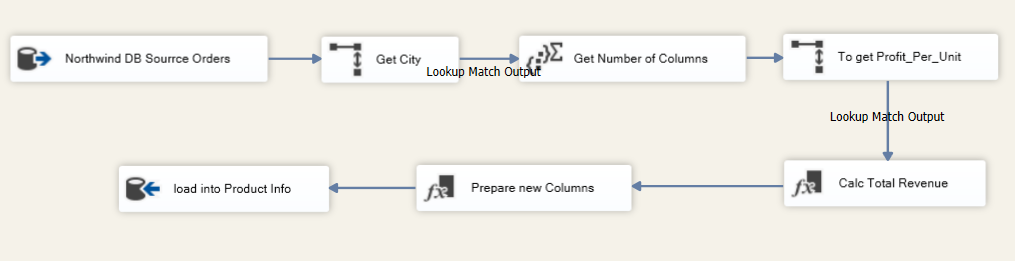 Northwind DB Sourrce Orders
Get City
Lookup Match Output
Get Number of Columns
To get Profit_Per_Unit
Lookup Match Output
Calc Total Revenue
Prepare new Columns
load into Product Info